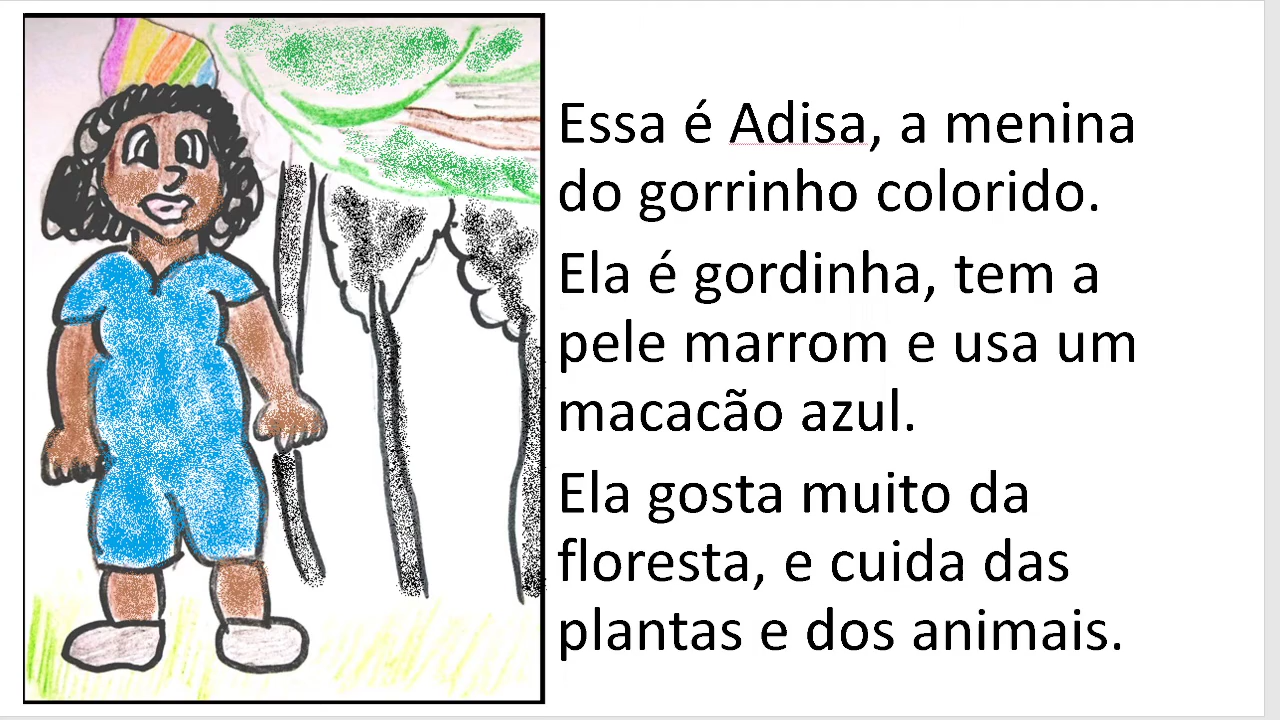 Essa é Adisa, a menina
do gorrinho colorido.
Ela é gordinha, tem a
pele marrom e usa um
macacão azul.
Ela gosta muito da
floresta, e cuida das
plantas e dos animais.